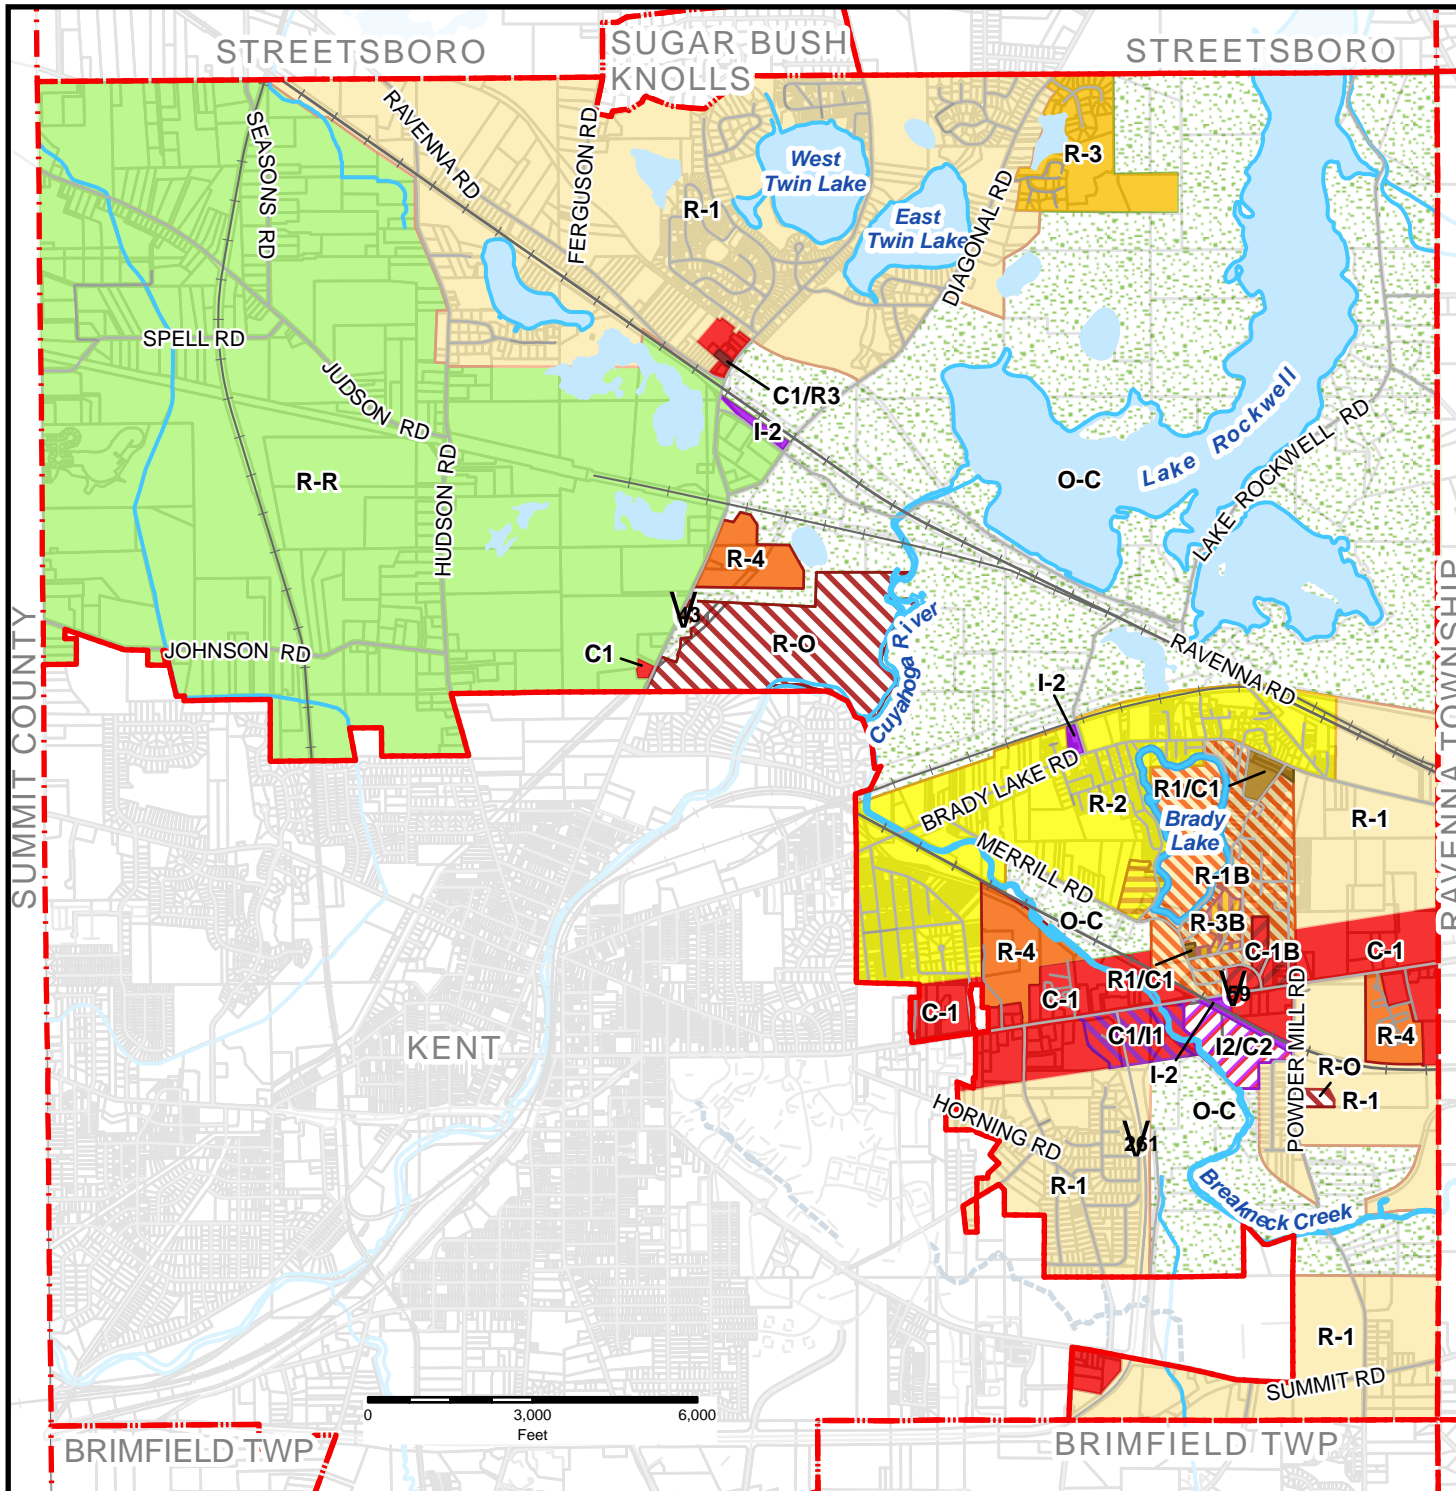 STREETSBORO
SUGAR BUSH
KNOLLS
STREETSBORO
RAVENNA RD
SEASONS RD
FERGUSON RD
R-3
West
Twin Lake
R-1
East
Twin Lake
DIAGONAL RD
SPELL RD
JUDSON RD
C1/R3
I-2
Lake Rockwell
LAKE ROCKWELL RD
O-C
R-R
HUDSON RD
R-4
43
R-O
Cuyahoga River
C1
JOHNSON RD
RAVENNA RD
SUMMIT COUNTY
RAVENNA TOWNSHIP
I-2
BRADY LAKE RD
R-2
R1/C1
Brady
Lake
R-1
MERRILL RD
R-1B
O-C
R-3B
R-4
C-1B
C-1
R1/C1
C-1
59
C-1
C1/I1
I2/C2
POWDER MILL RD
R-4
KENT
I-2
R-O
R-1
O-C
HORNING RD
261
R-1
Breakneck Creek
R-1
SUMMIT RD
0
3,000
6,000
Feet
BRIMFIELD TWP
BRIMFIELD TWP